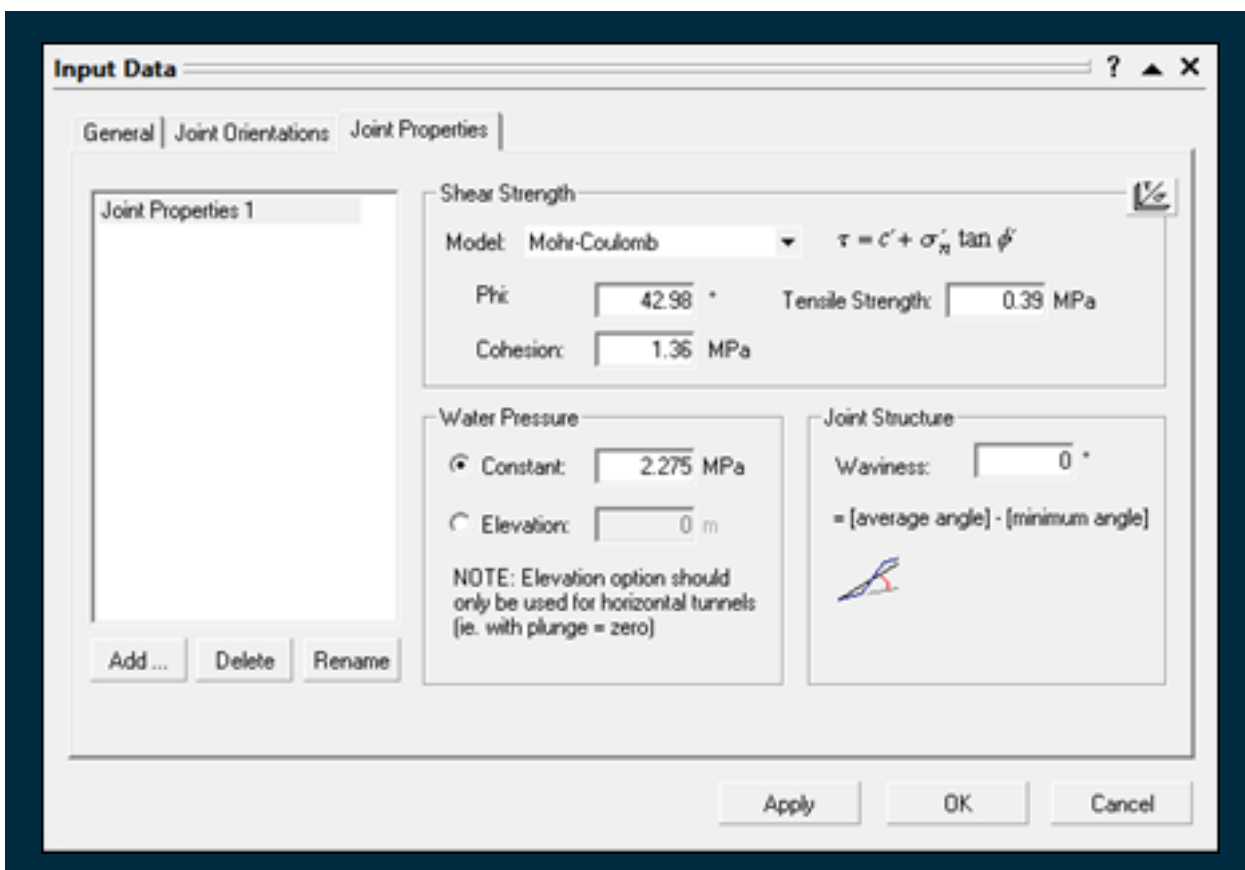 Input Data ? ▲ X
General Joint Orientations Joint Properties
Joint Properties 1
Shear Strength
Model: Mohr-Coulomb τ = c′ + σ′n tan ϕ′
Phi: 42.98 ° Tensile Strength: 0.39 MPa
Cohesion: 1.36 MPa
Water Pressure
Constant: 2.275 MPa
Elevation: 0 m
NOTE: Elevation option should
only be used for horizontal tunnels
(ie. with plunge = zero)
Joint Structure
Waviness: 0 °
= [average angle] - [minimum angle]
Add ... Delete Rename
Apply OK Cancel